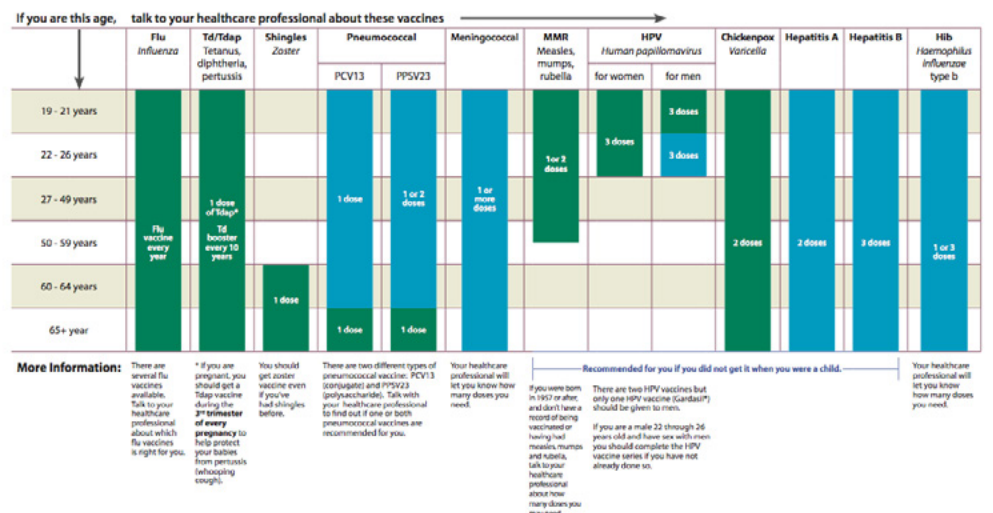 If you are this age, talk to your healthcare professional about these vaccines
Flu
Influenza
Td/Tdap
Tetanus,
diphtheria,
pertussis
Shingles
Zoster
Pneumococcal
PCV13
PPSV23
Meningococcal
MMR
Measles,
mumps,
rubella
HPV
Human papillomavirus
for women
for men
Chickenpox
Varicella
Hepatitis A
Hepatitis B
Hib
Haemophilus
influenzae
type b
19 - 21 years
22 - 26 years
27 - 49 years
50 - 59 years
60 - 64 years
65+ year
Flu
vaccine
every
year
1 dose
of Tdap*
Td
booster
every 10
years
1 dose
1 dose
1 dose
1 or 2
doses
1 dose
1 or
more
doses
1 or 2
doses
3 doses
3 doses
3 doses
2 doses
2 doses
3 doses
1 or 3
doses
More Information:
There are
several flu
vaccines
available.
Talk to your
healthcare
professional
about which
flu vaccines
is right for you.
* If you are
pregnant, you
should get a
Tdap vaccine
during the
3rd trimester
of every
pregnancy to
help protect
your babies
from pertussis
(whooping
cough).
You should
get zoster
vaccine even
if you've
had shingles
before.
There are two different types of
pneumococcal vaccine: PCV13
(conjugate) and PPSV23
(polysaccharide). Talk with
your healthcare professional
to find out if one or both
pneumococcal vaccines are
recommended for you.
Your healthcare
professional will
let you know how
many doses you
need.
Recommended for you if you did not get it when you were a child.
If you were born
in 1957 or after,
and don't have a
record of being
vaccinated or
having had
measles, mumps
and rubella,
talk to your
healthcare
professional
about how
many doses you
may need.
There are two HPV vaccines but
only one HPV vaccine (Gardasil®)
should be given to men.
If you are a male 22 through 26
years old and have sex with men
you should complete the HPV
vaccine series if you have not
already done so.
Your healthcare
professional will
let you know
how many doses
you need.